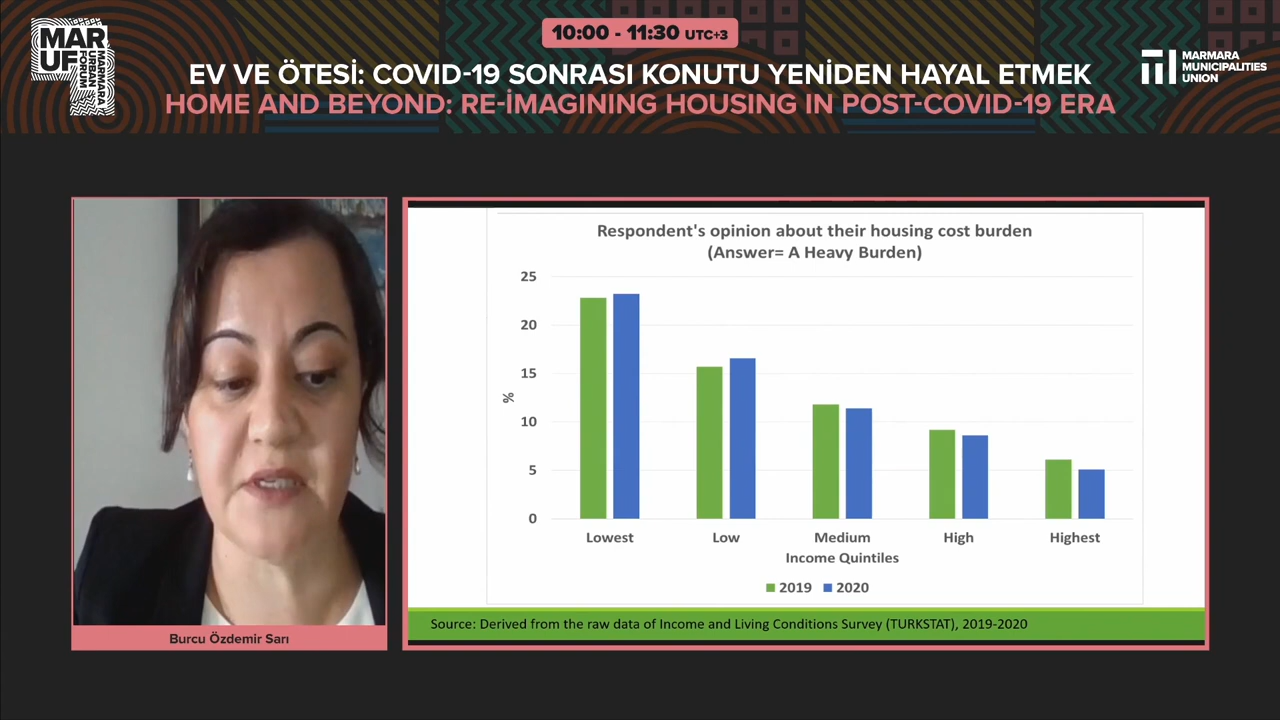 MAR
UF
MARMARA
URBAN
FORUM
10:00 - 11:30 UTC+3
EV VE ÖTESİ: COVID-19 SONRASI KONUTU YENİDEN HAYAL ETMEK
HOME AND BEYOND: RE-İMAGINING HOUSING IN POST-COVID-19 ERA
MARMARA
MUNICIPALITIES
UNION
Respondent's opinion about their housing cost burden
(Answer= A Heavy Burden)
25
20
15
10
5
0
%
Lowest Low Medium High Highest
Income Quintiles
2019 2020
Source: Derived from the raw data of Income and Living Conditions Survey (TURKSTAT), 2019-2020
Burcu Özdemir Sarı